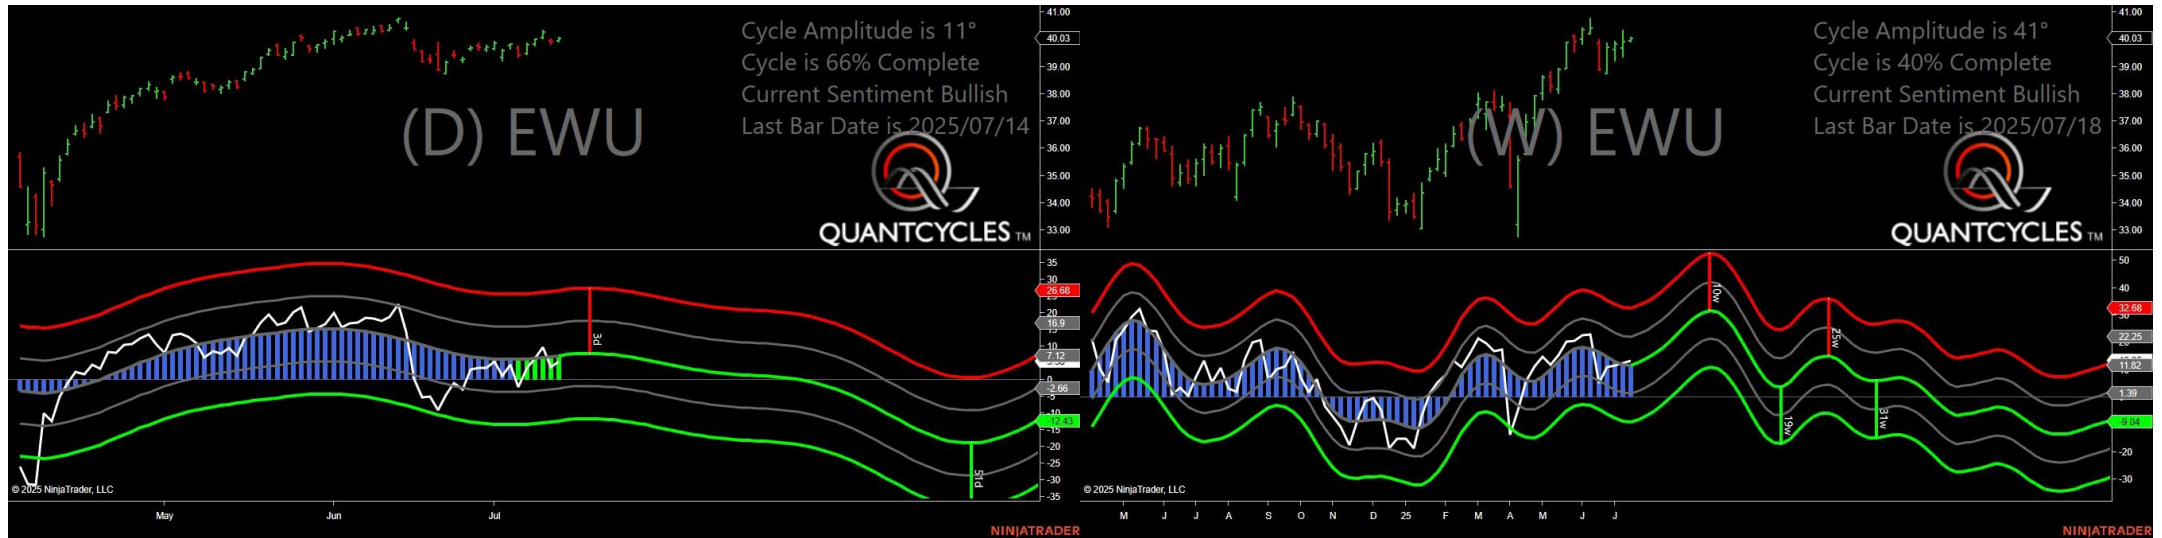 Cycle Amplitude is 11°
Cycle is 66% Complete
Current Sentiment Bullish
Last Bar Date is 2025/07/14
(D) EWU
QUANTCYCLES TM
41.00
40.03
39.00
38.00
37.00
36.00
35.00
34.00
33.00
35
30
26.68
20
16.9
15
10
7.12
0
-2.66
-5
-10
-12.43
-15
-20
-25
-30
-35
3d
51d
© 2025 NinjaTrader, LLC
May Jun Jul
NINJATRADER
Cycle Amplitude is 41°
Cycle is 40% Complete
Current Sentiment Bullish
Last Bar Date is 2025/07/18
(W) EWU
QUANTCYCLES TM
41.00
40.03
39.00
38.00
37.00
36.00
35.00
34.00
33.00
50
40
32.68
30
22.25
11.82
1.39
-9.04
-20
-30
10w
19w
25w
31w
© 2025 NinjaTrader, LLC
M J J A S O N D 25 F M A M J J
NINJATRADER